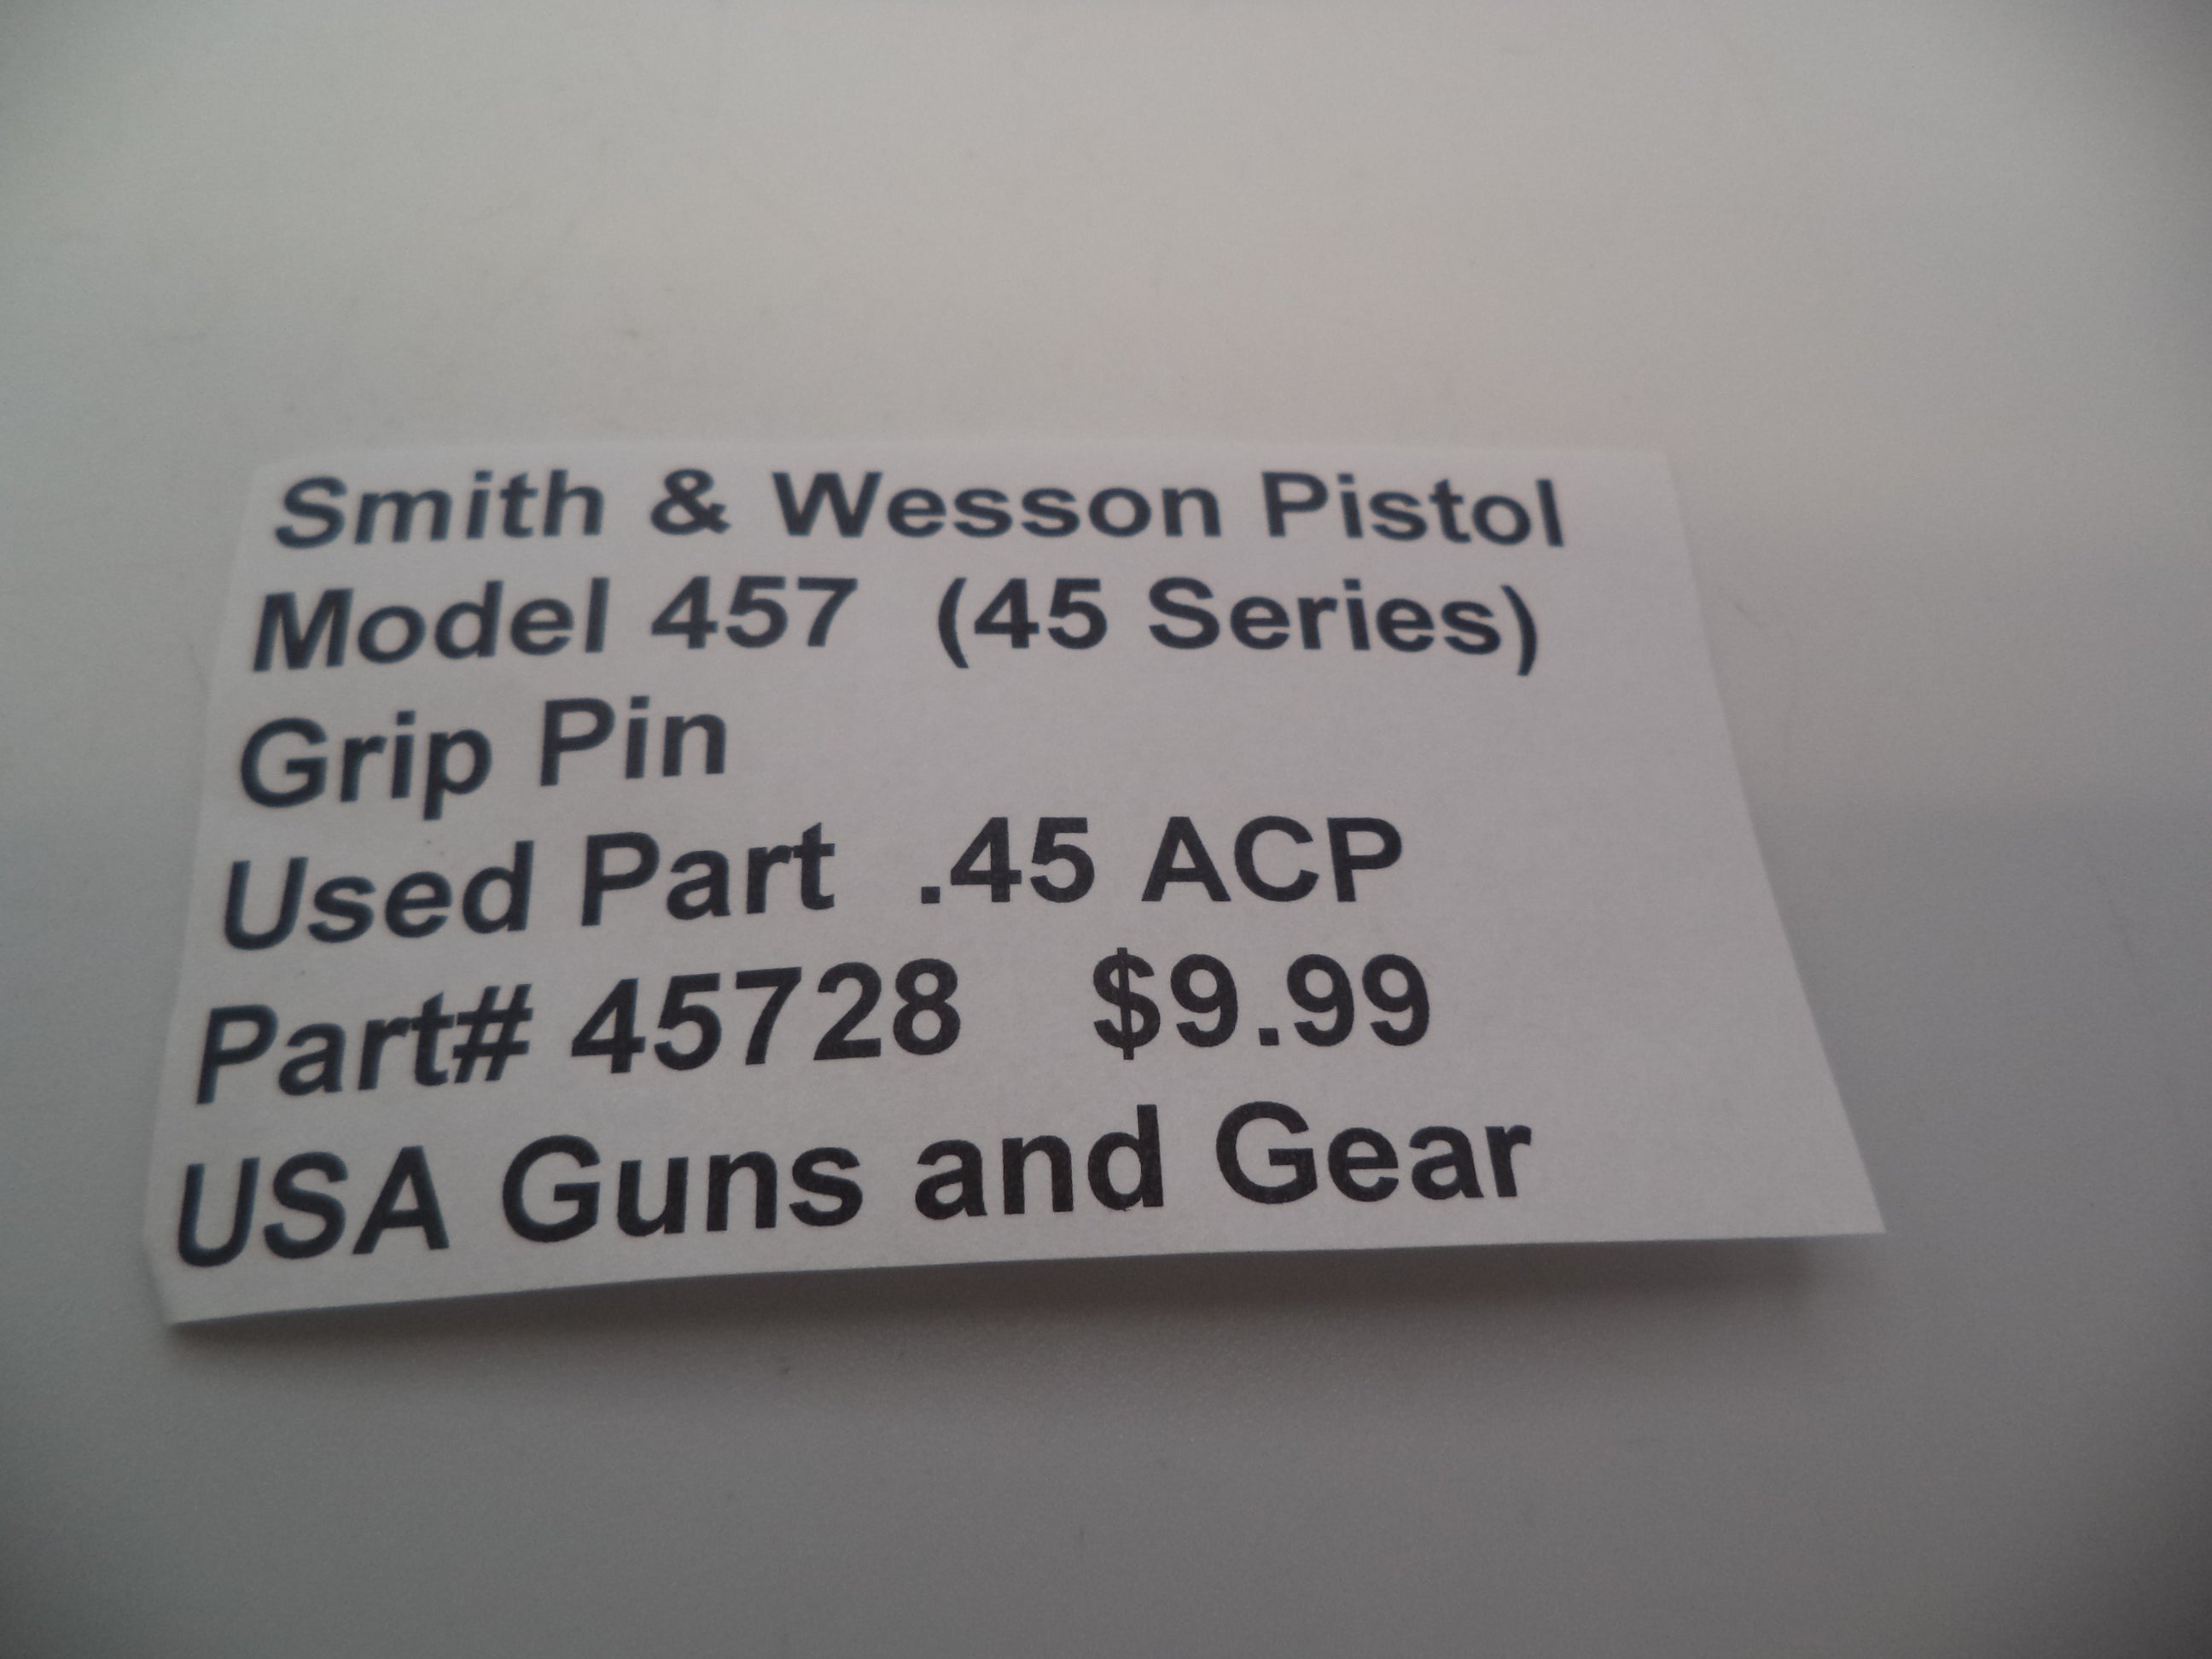 Smith & Wesson Pistol
Model 457 (45 Series)
Grip Pin
Used Part .45 ACP
Part# 45728 $9.99
USA Guns and Gear